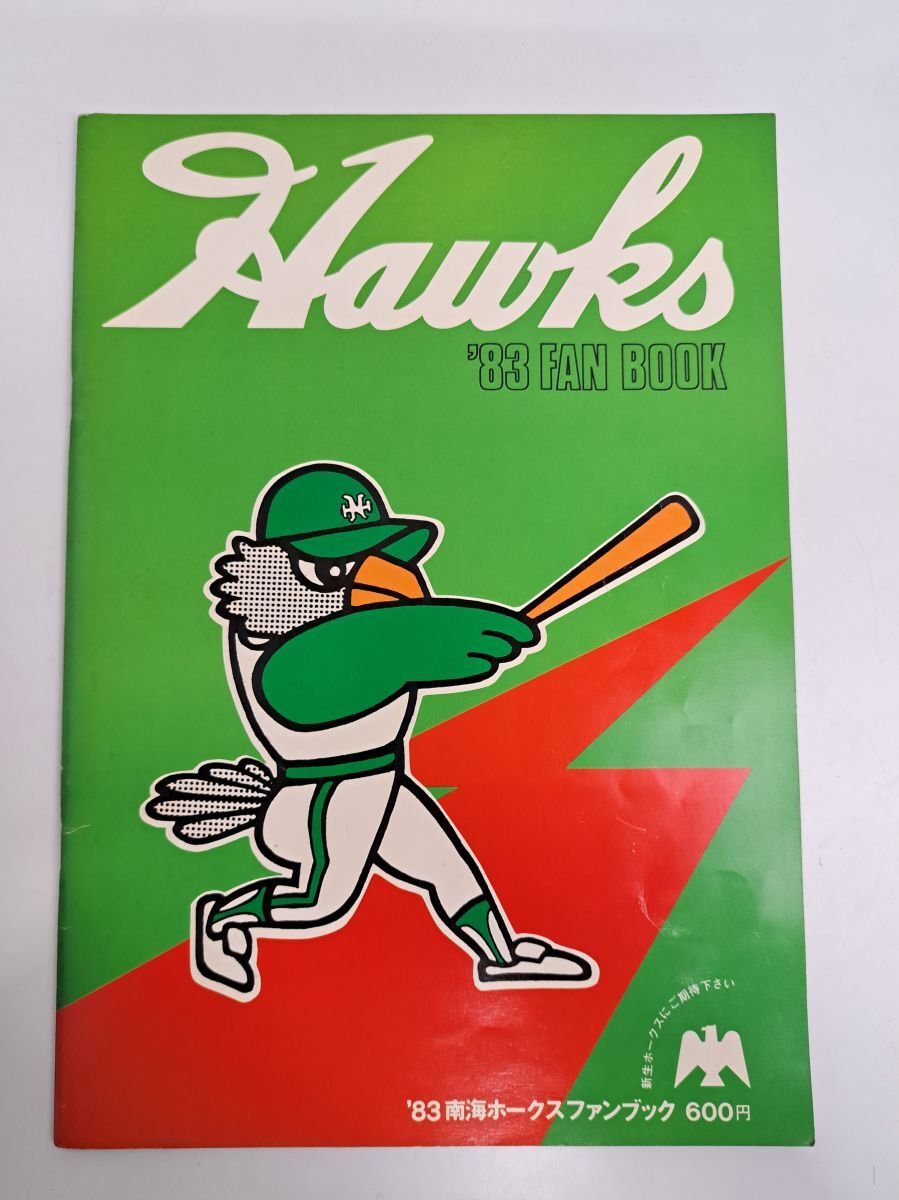 Hawks
'83 FAN BOOK
NH
新生ホークスにご期待下さい
'83 南海ホークスファンブック 600円